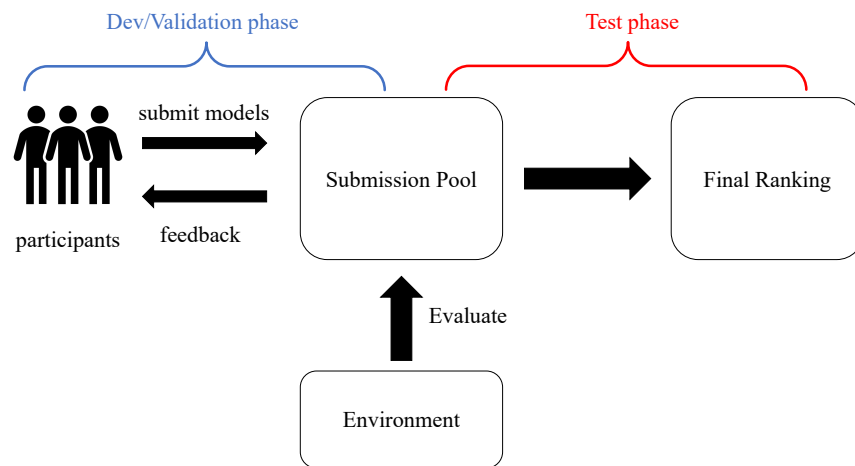 Dev/Validation phase
Test phase
submit models
Submission Pool
Final Ranking
participants
feedback
Evaluate
Environment